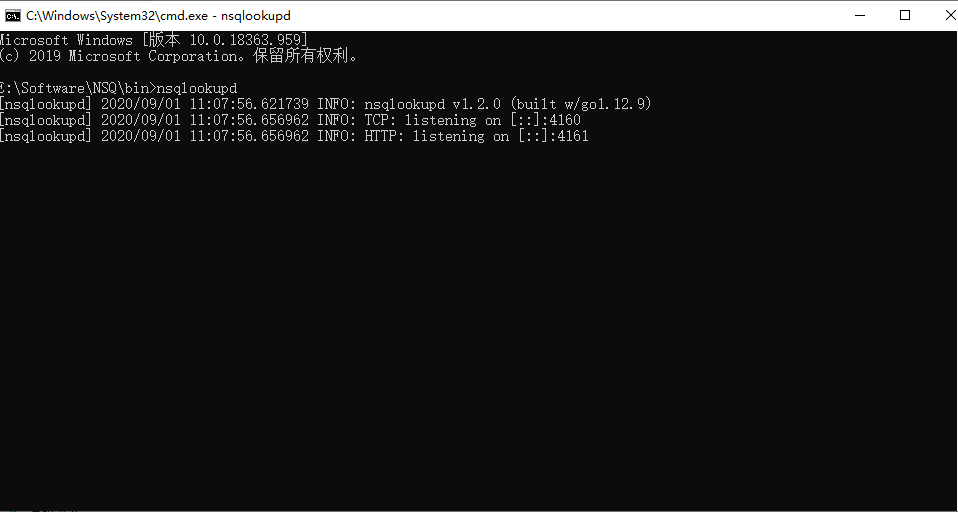 C:\Windows\System32\cmd.exe - nsqlookupd
Microsoft Windows [版本 10.0.18363.959]
(c) 2019 Microsoft Corporation。保留所有权利。
E:\Software\NSQ\bin>nsqlookupd
[nsqlookupd] 2020/09/01 11:07:56.621739 INFO: nsqlookupd v1.2.0 (built w/go1.12.9)
[nsqlookupd] 2020/09/01 11:07:56.656962 INFO: TCP: listening on [::]:4160
[nsqlookupd] 2020/09/01 11:07:56.656962 INFO: HTTP: listening on [::]:4161